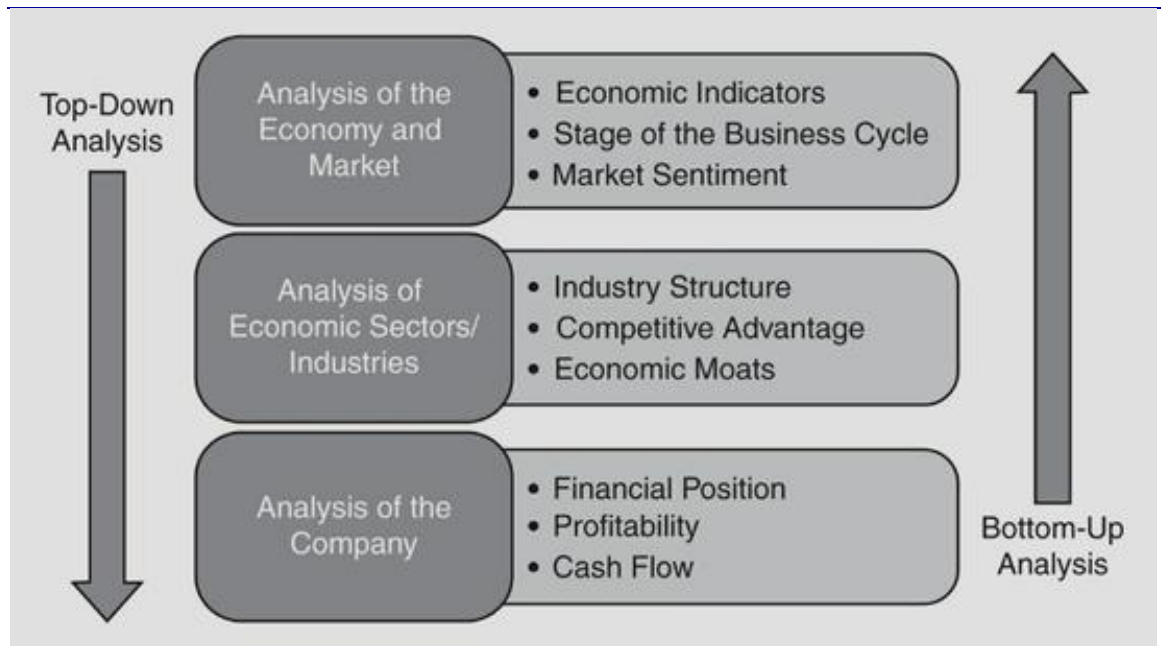 Top-Down
Analysis
Analysis of the
Economy and
Market
• Economic Indicators
• Stage of the Business Cycle
• Market Sentiment
Analysis of
Economic Sectors/
Industries
• Industry Structure
• Competitive Advantage
• Economic Moats
Analysis of the
Company
• Financial Position
• Profitability
• Cash Flow
Bottom-Up
Analysis